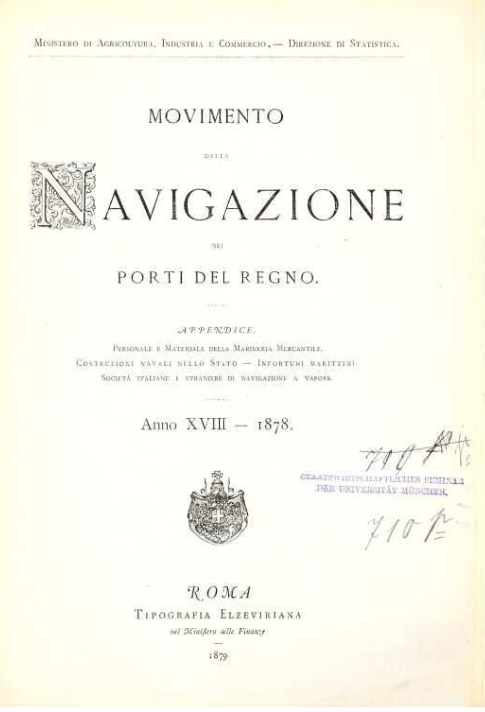 Ministero di Agricoltura, Industria e Commercio, — Direzione di Statistica.
MOVIMENTO
DELLA
NAVIGAZIONE
NEI
PORTI DEL REGNO.
APPENDICE.
Personale e Materiale della Marineria Mercantile.
Costruzioni navali nello Stato — Infortuni marittimi.
Società italiane e straniere di navigazione a vapore.
Anno XVIII — 1878.
710 p
STAATSWIRTSCHAFTLICHES SEMINAR
DER UNIVERSITÄT MÜNCHEN.
710 p
ROMA
Tipografia Elzeviriana
nel Ministero delle Finanze
—
1879